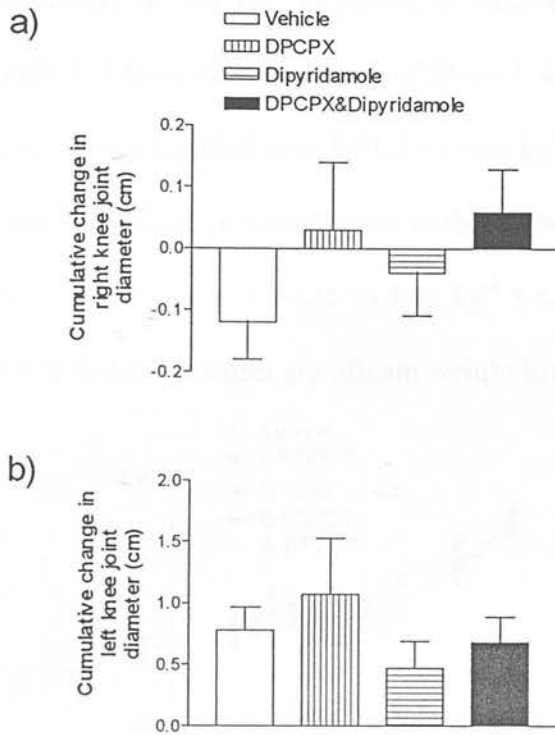 a)
Vehicle
DPCPX
Dipyridamole
DPCPX&Dipyridamole
Cumulative change in
right knee joint
diameter (cm)
0.2
0.1
0.0
-0.1
-0.2
b)
Cumulative change in
left knee joint
diameter (cm)
2.0
1.5
1.0
0.5
0.0